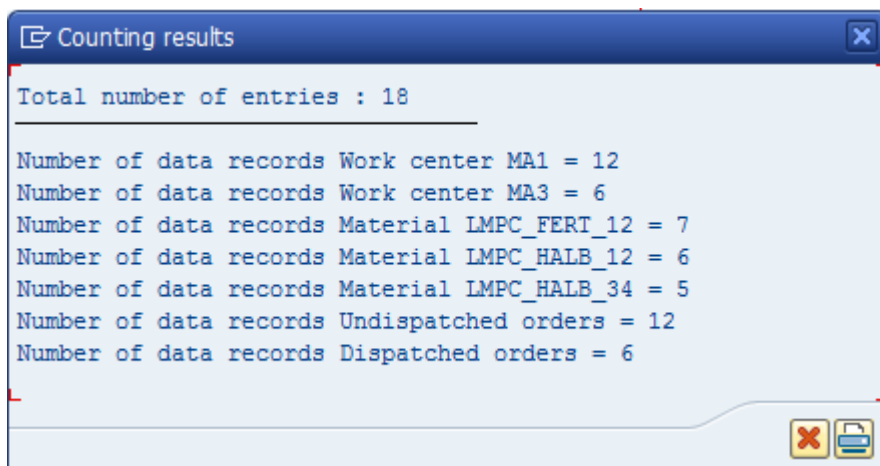 Counting results
Total number of entries : 18
Number of data records Work center MA1 = 12
Number of data records Work center MA3 = 6
Number of data records Material LMPC_FERT_12 = 7
Number of data records Material LMPC_HALB_12 = 6
Number of data records Material LMPC_HALB_34 = 5
Number of data records Undispatched orders = 12
Number of data records Dispatched orders = 6